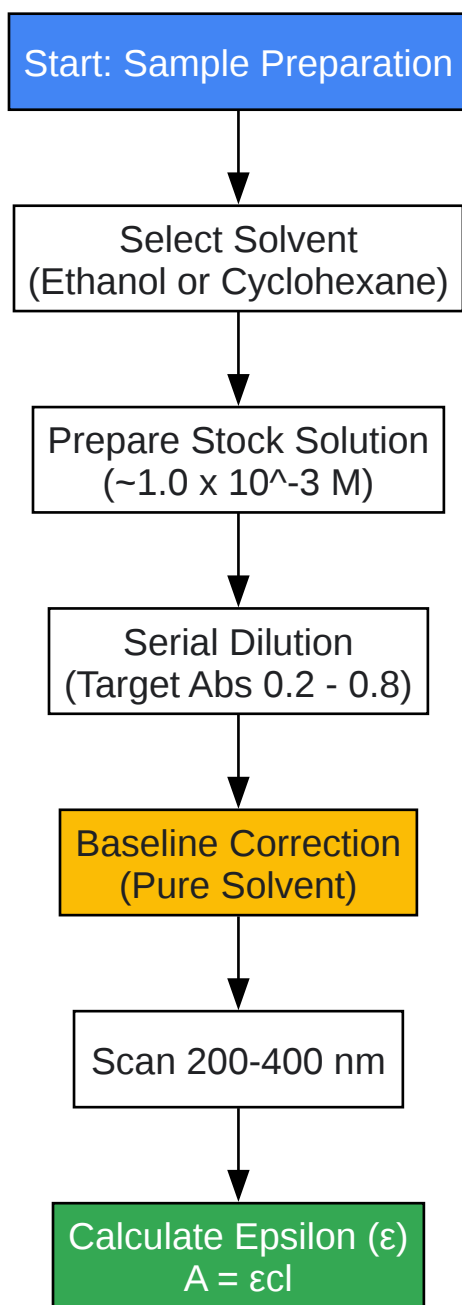 Start: Sample Preparation
Select Solvent
(Ethanol or Cyclohexane)
Prepare Stock Solution
(~1.0 x 10^-3 M)
Serial Dilution
(Target Abs 0.2 - 0.8)
Baseline Correction
(Pure Solvent)
Scan 200-400 nm
Calculate Epsilon (ε)
A = εcl